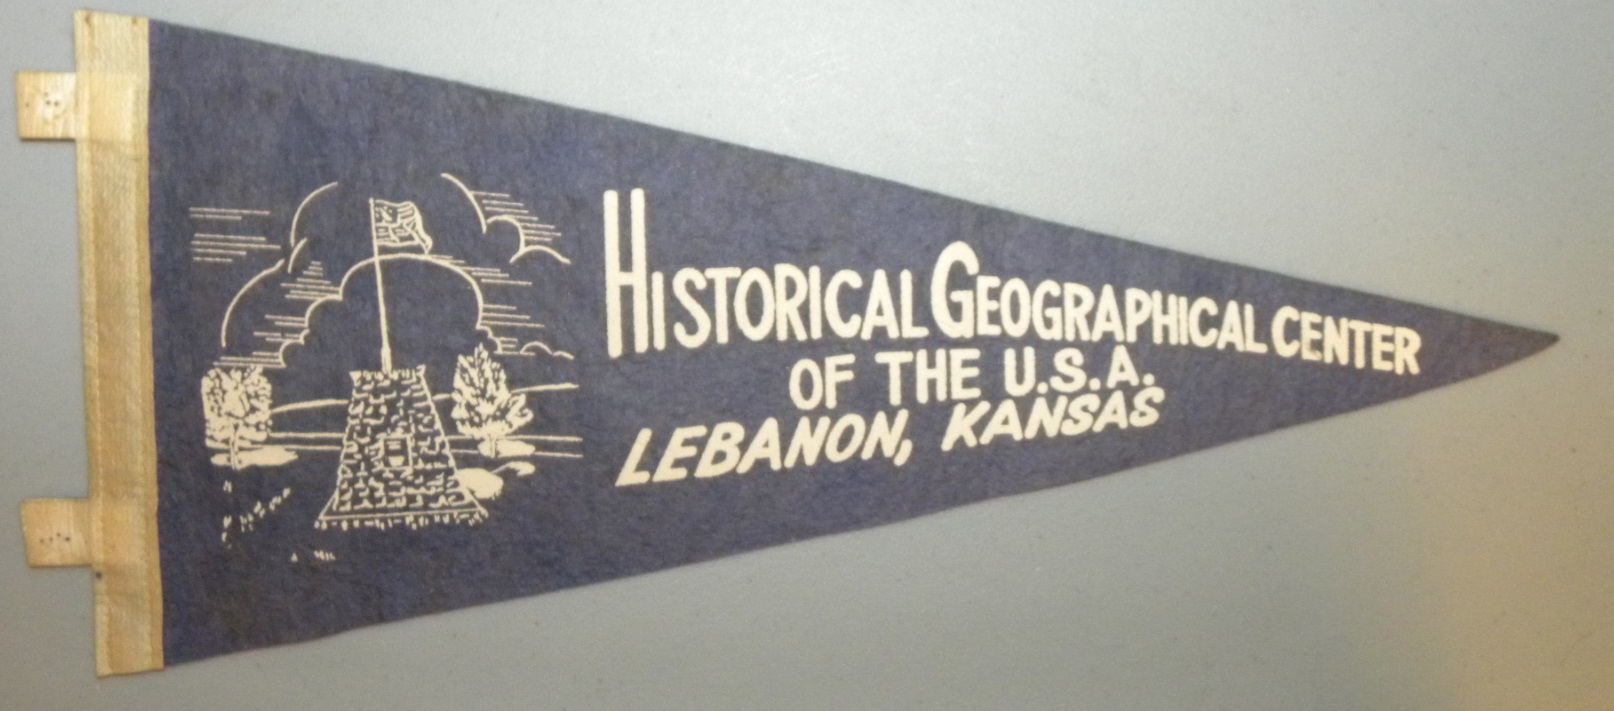 HISTORICAL GEOGRAPHICAL CENTER
OF THE U.S.A.
LEBANON, KANSAS